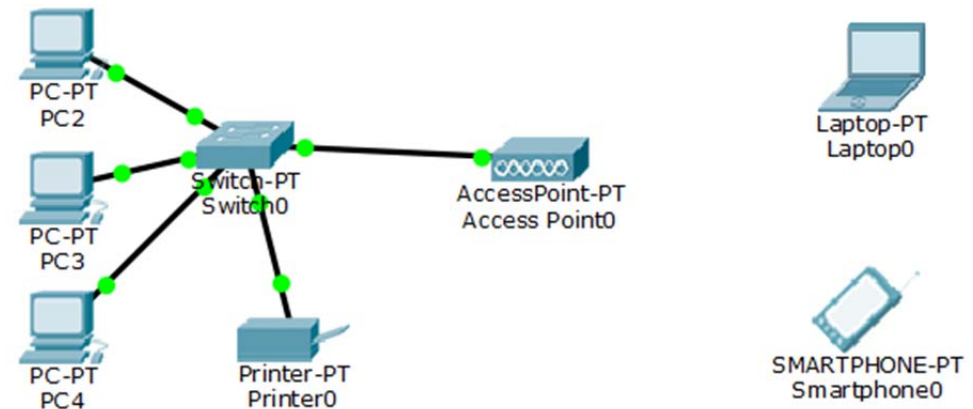 PC-PT
PC2
Laptop-PT
Laptop0
Switch-PT
Switch0
AccessPoint-PT
Access Point0
PC-PT
PC3
PC-PT
PC4
Printer-PT
Printer0
SMARTPHONE-PT
Smartphone0